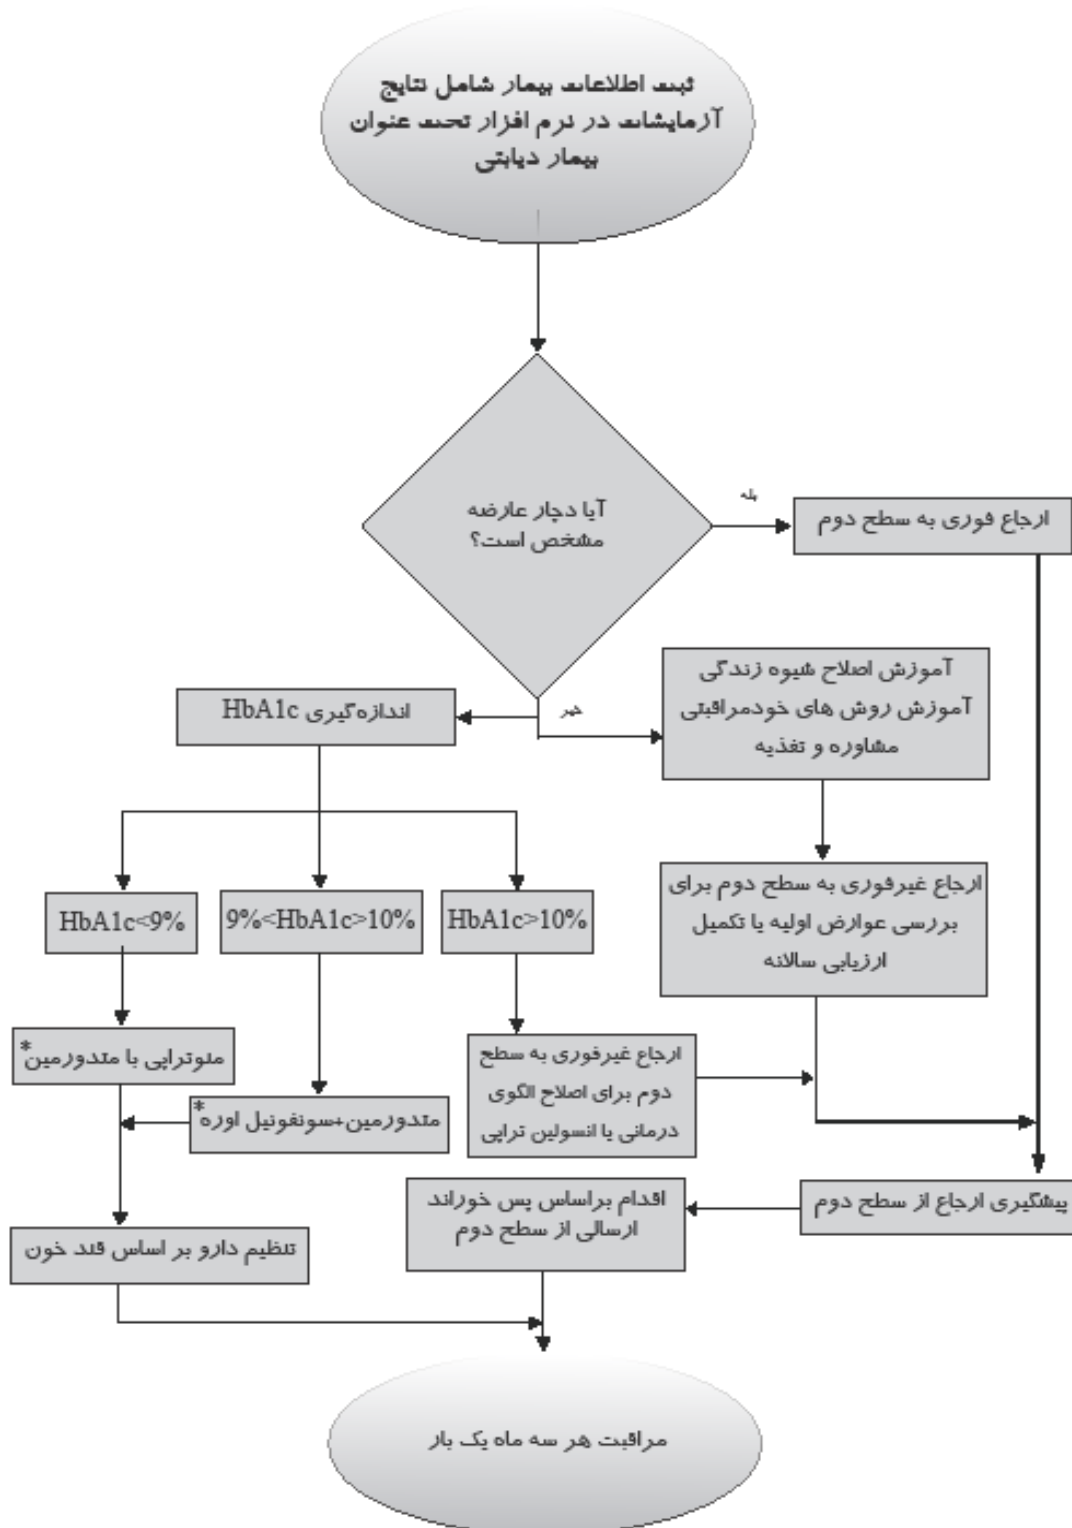 ثبت اطلاعات بیمار شامل نتایج
آزمایشات در نرم افزار تحت عنوان
بیمار دیابتی
آیا دچار عارضه
مشخص است؟
بله
ارجاع فوری به سطح دوم
خیر
آموزش اصلاح شیوه زندگی
آموزش روش های خودمراقبتی
مشاوره و تغذیه
اندازه‌گیری HbA1c
ارجاع غیرفوری به سطح دوم برای
بررسی عوارض اولیه یا تکمیل
ارزیابی سالانه
HbA1c>10%
9%<HbA1c>10%
HbA1c<9%
ارجاع غیرفوری به سطح
دوم برای اصلاح الگوی
درمانی یا انسولین تراپی
منوتراپی با متدورمین*
متدورمین+سونفونیل اوره*
پیشگیری ارجاع از سطح دوم
اقدام براساس پس خوراند
ارسالی از سطح دوم
تنظیم دارو بر اساس قند خون
مراقبت هر سه ماه یک بار